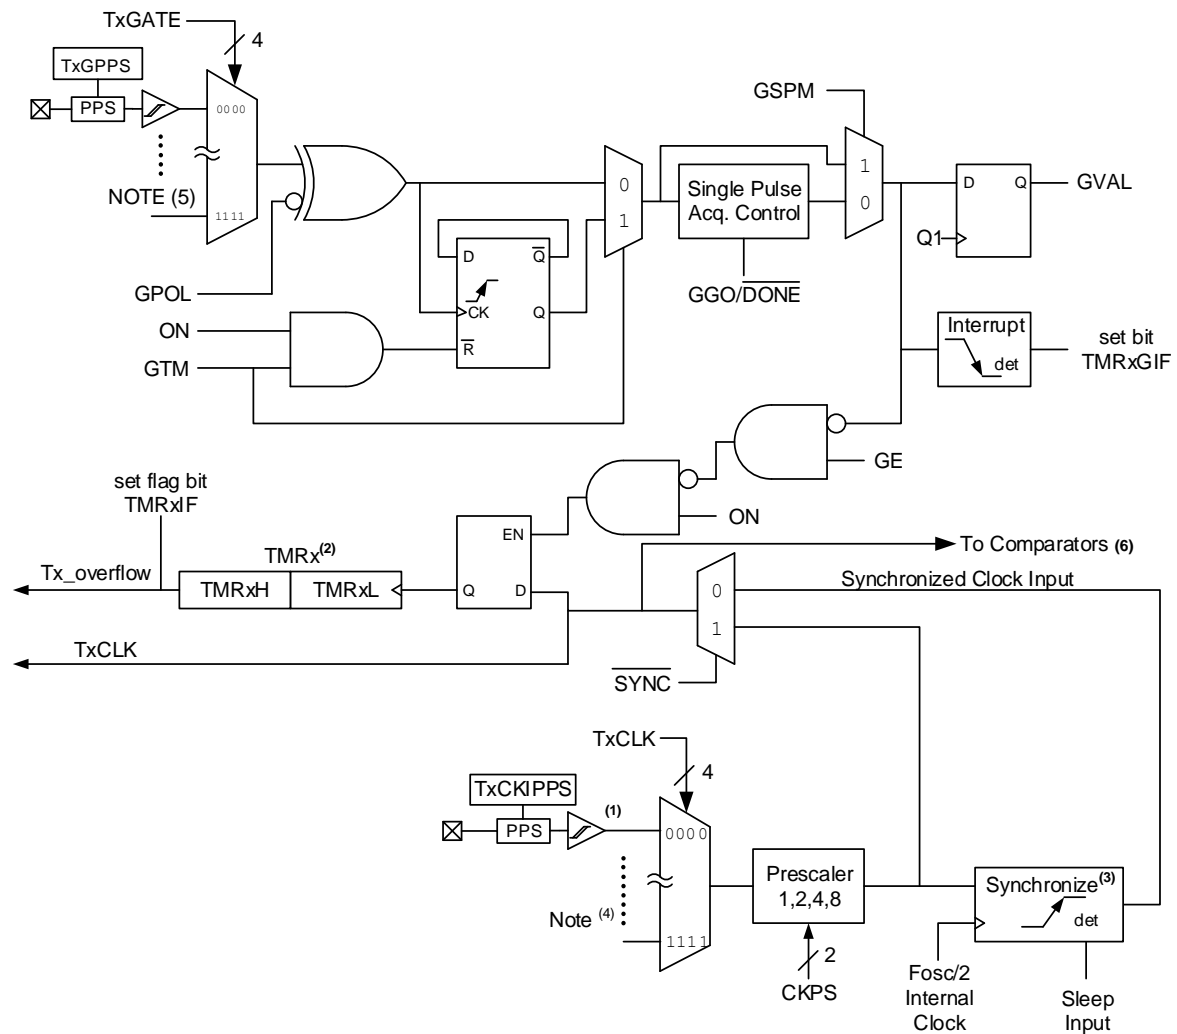 TxGATE
4
TxGPPS
PPS
0000
NOTE (5)
1111
GPOL
ON
GTM
D
Q
CK
Q
R
0
1
Single Pulse
Acq. Control
GGO/DONE
GSPM
1
0
D
Q
Q1
GVAL
Interrupt
det
set bit
TMRxGIF
GE
ON
set flag bit
TMRxIF
TMRx(2)
Tx_overflow
TMRxH
TMRxL
EN
Q
D
To Comparators (6)
Synchronized Clock Input
0
1
TxCLK
SYNC
TxCLK
4
TxCKIPPS
PPS
(1)
0000
Note (4)
1111
Prescaler
1,2,4,8
2
CKPS
Synchronize(3)
det
Fosc/2
Internal
Clock
Sleep
Input